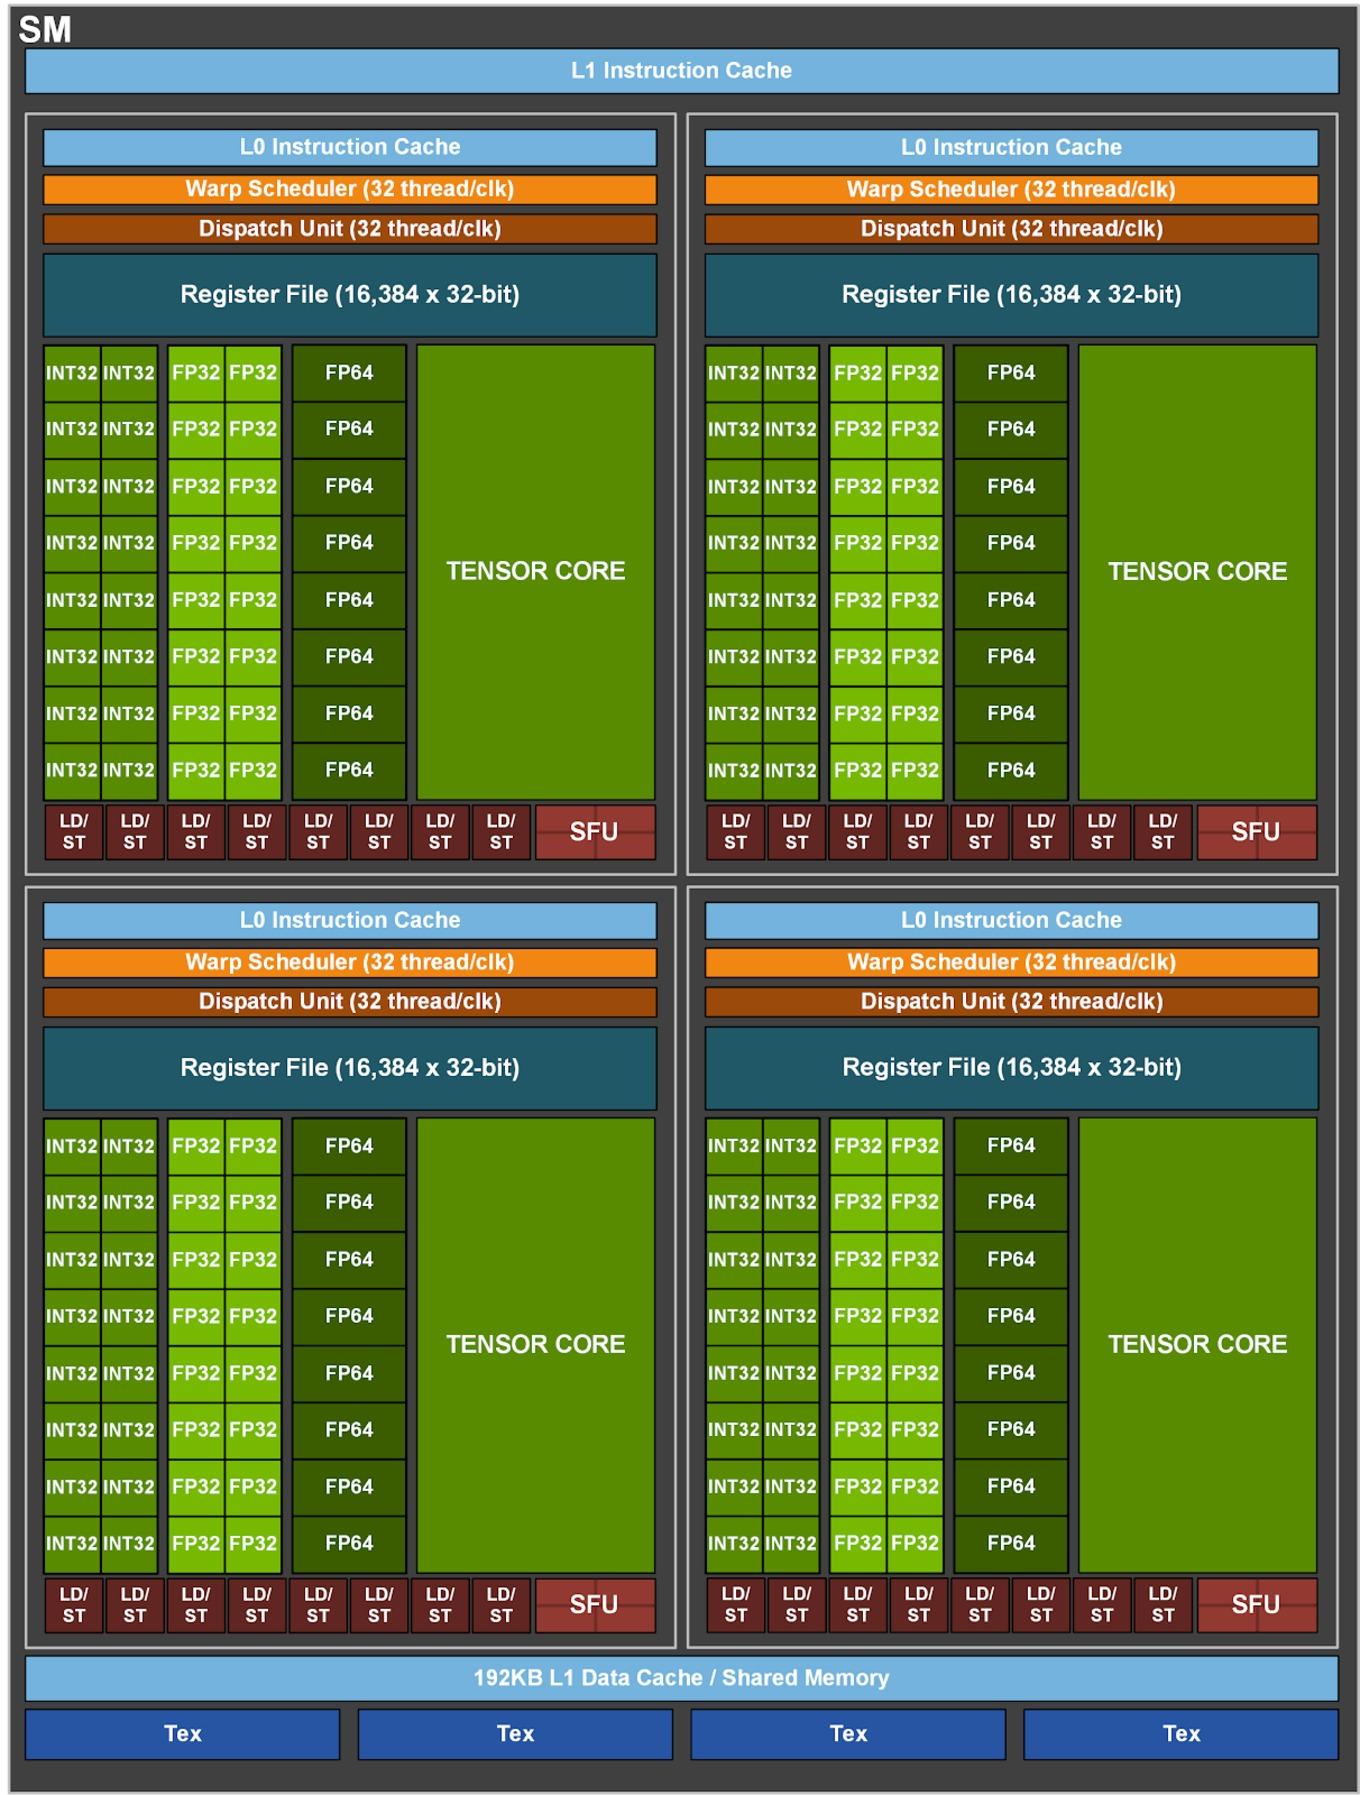 SM
L1 Instruction Cache
L0 Instruction Cache
Warp Scheduler (32 thread/clk)
Dispatch Unit (32 thread/clk)
Register File (16,384 x 32-bit)
INT32 INT32 FP32 FP32 FP64
INT32 INT32 FP32 FP32 FP64
INT32 INT32 FP32 FP32 FP64
INT32 INT32 FP32 FP32 FP64
TENSOR CORE
INT32 INT32 FP32 FP32 FP64
INT32 INT32 FP32 FP32 FP64
INT32 INT32 FP32 FP32 FP64
INT32 INT32 FP32 FP32 FP64
LD/ LD/ LD/ LD/ LD/ LD/ LD/ LD/
ST ST ST ST ST ST ST ST
SFU
L0 Instruction Cache
Warp Scheduler (32 thread/clk)
Dispatch Unit (32 thread/clk)
Register File (16,384 x 32-bit)
INT32 INT32 FP32 FP32 FP64
INT32 INT32 FP32 FP32 FP64
INT32 INT32 FP32 FP32 FP64
INT32 INT32 FP32 FP32 FP64
TENSOR CORE
INT32 INT32 FP32 FP32 FP64
INT32 INT32 FP32 FP32 FP64
INT32 INT32 FP32 FP32 FP64
INT32 INT32 FP32 FP32 FP64
LD/ LD/ LD/ LD/ LD/ LD/ LD/ LD/
ST ST ST ST ST ST ST ST
SFU
L0 Instruction Cache
Warp Scheduler (32 thread/clk)
Dispatch Unit (32 thread/clk)
Register File (16,384 x 32-bit)
INT32 INT32 FP32 FP32 FP64
INT32 INT32 FP32 FP32 FP64
INT32 INT32 FP32 FP32 FP64
INT32 INT32 FP32 FP32 FP64
TENSOR CORE
INT32 INT32 FP32 FP32 FP64
INT32 INT32 FP32 FP32 FP64
INT32 INT32 FP32 FP32 FP64
INT32 INT32 FP32 FP32 FP64
LD/ LD/ LD/ LD/ LD/ LD/ LD/ LD/
ST ST ST ST ST ST ST ST
SFU
L0 Instruction Cache
Warp Scheduler (32 thread/clk)
Dispatch Unit (32 thread/clk)
Register File (16,384 x 32-bit)
INT32 INT32 FP32 FP32 FP64
INT32 INT32 FP32 FP32 FP64
INT32 INT32 FP32 FP32 FP64
INT32 INT32 FP32 FP32 FP64
TENSOR CORE
INT32 INT32 FP32 FP32 FP64
INT32 INT32 FP32 FP32 FP64
INT32 INT32 FP32 FP32 FP64
INT32 INT32 FP32 FP32 FP64
LD/ LD/ LD/ LD/ LD/ LD/ LD/ LD/
ST ST ST ST ST ST ST ST
SFU
192KB L1 Data Cache / Shared Memory
Tex Tex Tex Tex